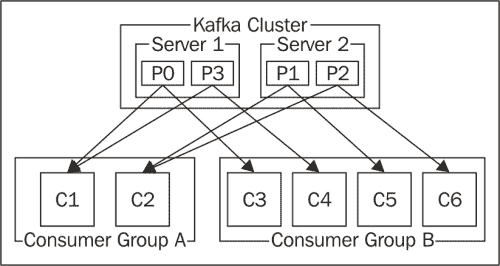 Kafka Cluster
Server 1 Server 2
P0 P3 P1 P2
C1 C2 C3 C4 C5 C6
Consumer Group A Consumer Group B